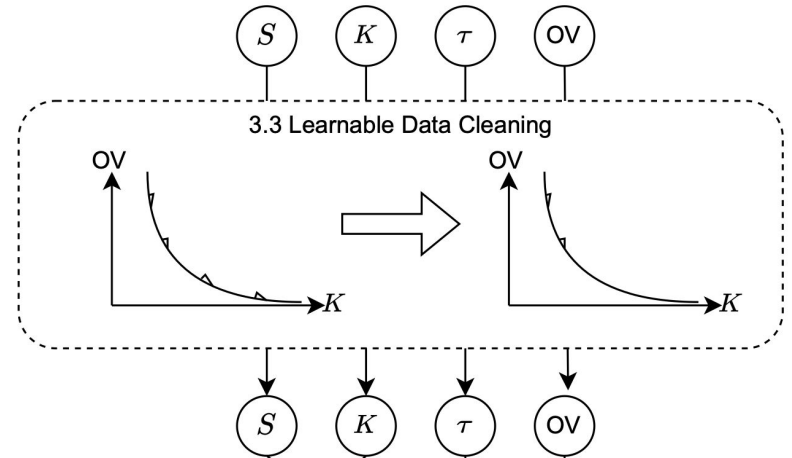 S K τ OV
3.3 Learnable Data Cleaning
OV OV
K K
S K τ OV